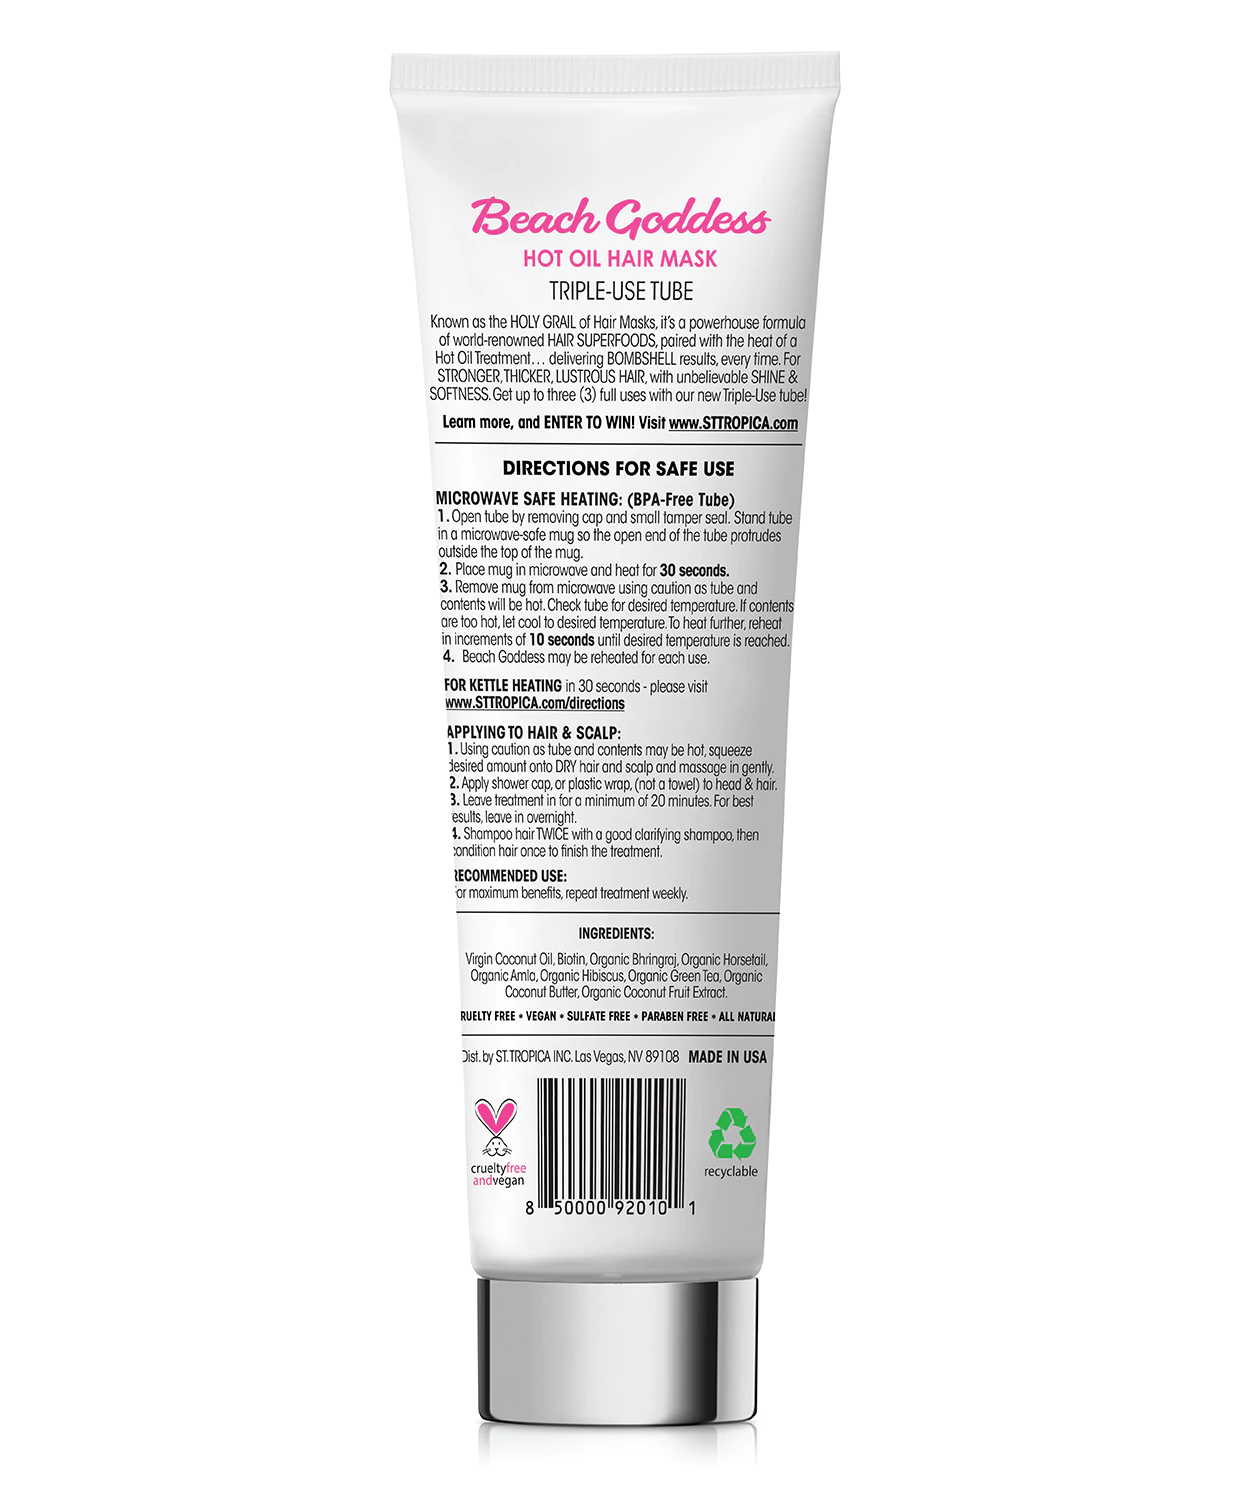 Beach Goddess
HOT OIL HAIR MASK
TRIPLE-USE TUBE
Known as the HOLY GRAIL of Hair Masks, it's a powerhouse formula
of world-renowned HAIR SUPERFOODS, paired with the heat of a
Hot Oil Treatment... delivering BOMBSHELL results, every time. For
STRONGER, THICKER, LUSTROUS HAIR, with unbelievable SHINE &
SOFTNESS. Get up to three (3) full uses with our new Triple-Use tube!
Learn more, and ENTER TO WIN! Visit www.STTROPICA.com
DIRECTIONS FOR SAFE USE
MICROWAVE SAFE HEATING: (BPA-Free Tube)
1. Open tube by removing cap and small tamper seal. Stand tube
in a microwave-safe mug so the open end of the tube protrudes
outside the top of the mug.
2. Place mug in microwave and heat for 30 seconds.
3. Remove mug from microwave using caution as tube and
contents will be hot. Check tube for desired temperature. If contents
are too hot, let cool to desired temperature. To heat further, reheat
in increments of 10 seconds until desired temperature is reached.
4. Beach Goddess may be reheated for each use.
FOR KETTLE HEATING in 30 seconds - please visit
www.STTROPICA.com/directions
APPLYING TO HAIR & SCALP:
1. Using caution as tube and contents may be hot, squeeze
desired amount onto DRY hair and scalp and massage in gently.
2. Apply shower cap, or plastic wrap, (not a towel) to head & hair.
3. Leave treatment in for a minimum of 20 minutes. For best
results, leave in overnight.
4. Shampoo hair TWICE with a good clarifying shampoo, then
condition hair once to finish the treatment.
RECOMMENDED USE:
For maximum benefits, repeat treatment weekly.
INGREDIENTS:
Virgin Coconut Oil, Biotin, Organic Bhringraj, Organic Horsetail,
Organic Amla, Organic Hibiscus, Organic Green Tea, Organic
Coconut Butter, Organic Coconut Fruit Extract.
RUELTY FREE • VEGAN • SULFATE FREE • PARABEN FREE • ALL NATURAL
Dist. by ST. TROPICA INC. Las Vegas, NV 89108 MADE IN USA
crueltyfree
andvegan
recyclable
8 50000 92010 1